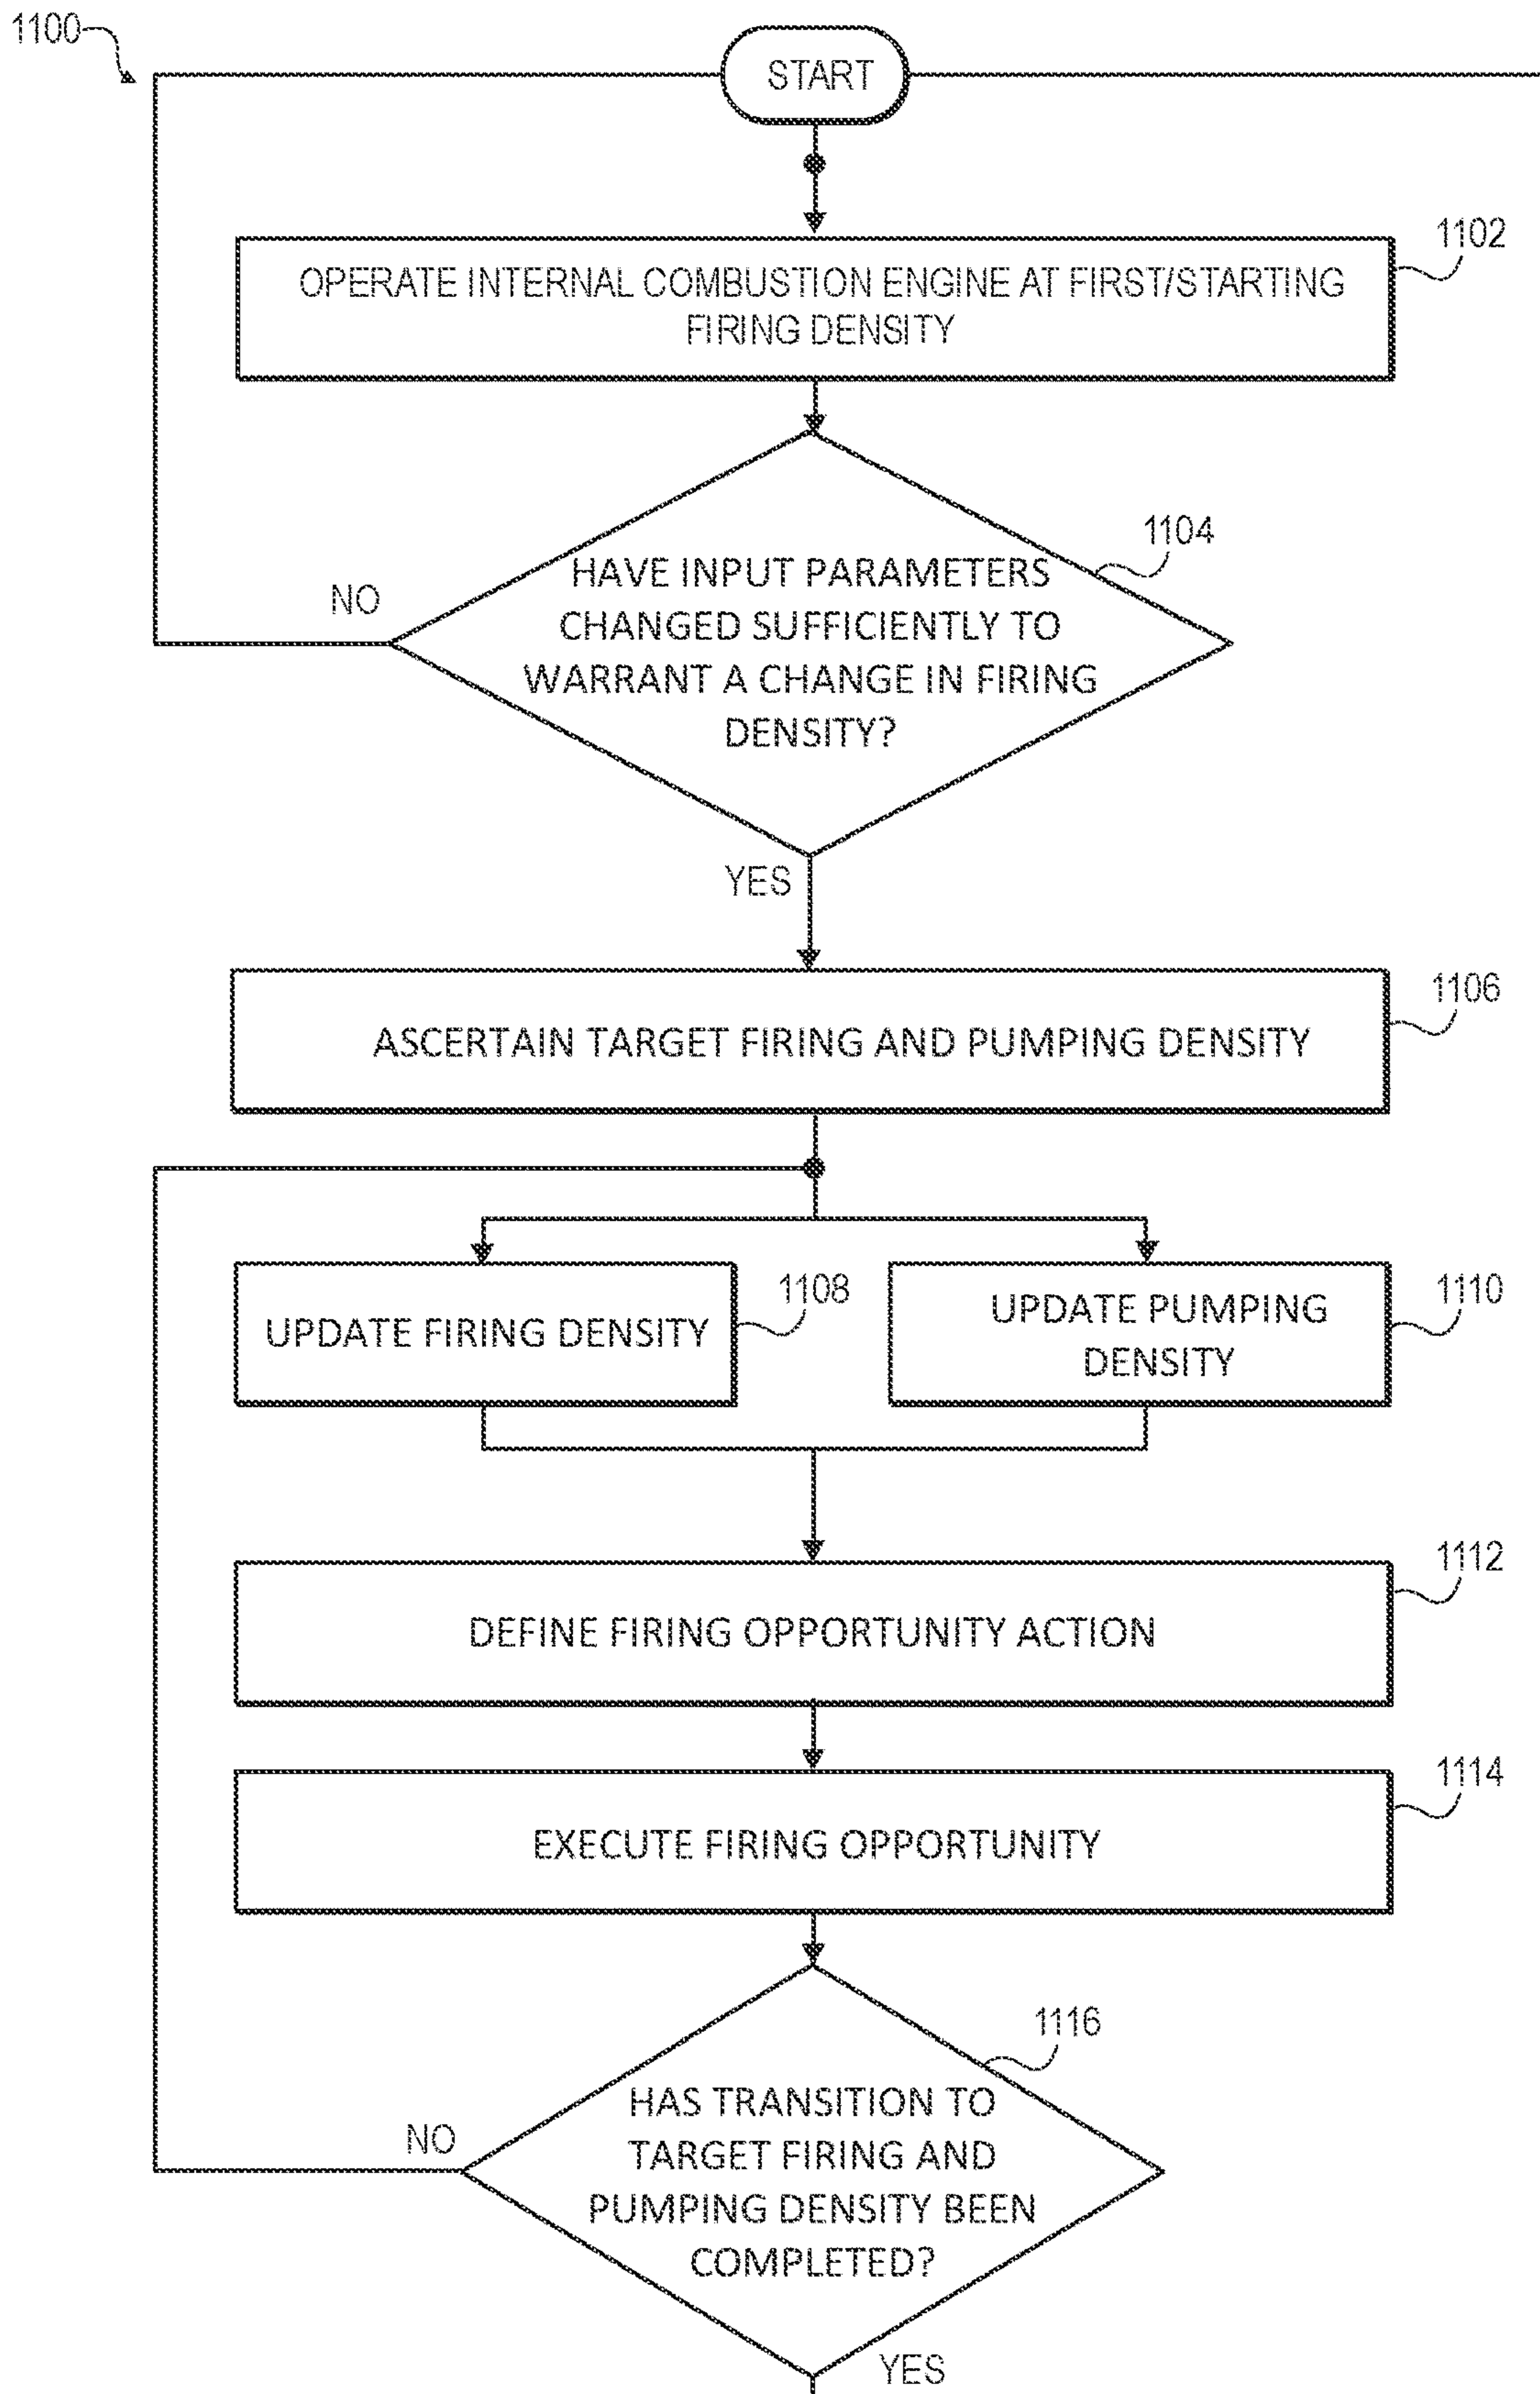 1100
START
1102
OPERATE INTERNAL COMBUSTION ENGINE AT FIRST/STARTING
FIRING DENSITY
1104
HAVE INPUT PARAMETERS
CHANGED SUFFICIENTLY TO
WARRANT A CHANGE IN FIRING
DENSITY?
NO
YES
1106
ASCERTAIN TARGET FIRING AND PUMPING DENSITY
1108
UPDATE FIRING DENSITY
1110
UPDATE PUMPING
DENSITY
1112
DEFINE FIRING OPPORTUNITY ACTION
1114
EXECUTE FIRING OPPORTUNITY
1116
HAS TRANSITION TO
TARGET FIRING AND
PUMPING DENSITY BEEN
COMPLETED?
NO
YES